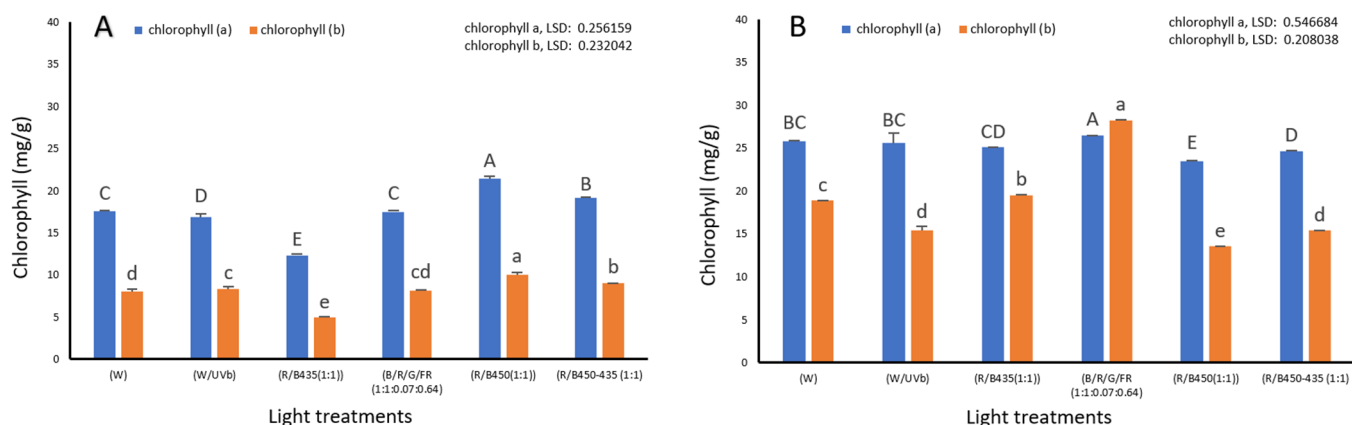 A
chlorophyll (a) chlorophyll (b)
chlorophyll a, LSD: 0.256159
chlorophyll b, LSD: 0.232042
Chlorophyll (mg/g)
40
35
30
25
20
15
10
5
0
C d
D c
E e
C cd
A a
B b
(W) (W/UVb) (R/B435(1:1)) (B/R/G/FR (R/B450(1:1)) (R/B450-435 (1:1)
(1:1:0.07:0.64)
Light treatments
B
chlorophyll (a) chlorophyll (b)
chlorophyll a, LSD: 0.546684
chlorophyll b, LSD: 0.208038
Chlorophyll (mg/g)
40
35
30
25
20
15
10
5
0
BC c
BC d
CD b
A a
E e
D d
(W) (W/UVb) (R/B435(1:1)) (B/R/G/FR (R/B450(1:1)) (R/B450-435 (1:1)
(1:1:0.07:0.64)
Light treatments